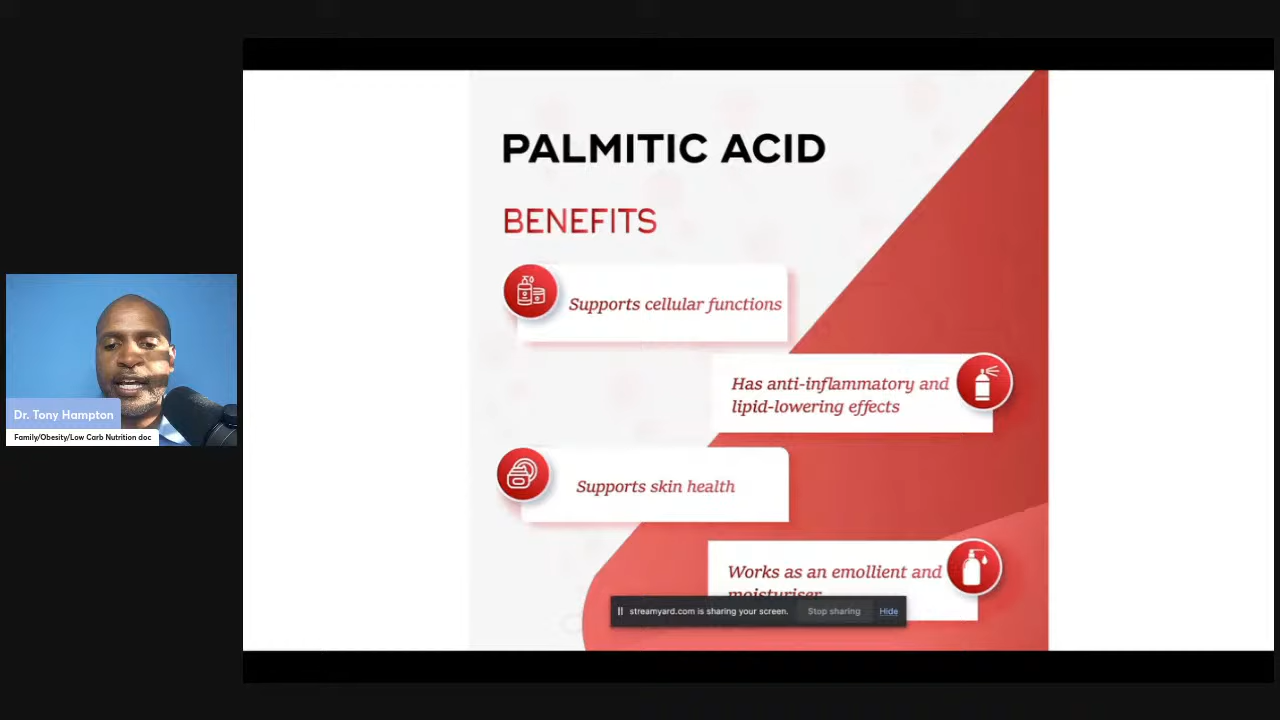 PALMITIC ACID
BENEFITS
Supports cellular functions
Has anti-inflammatory and
lipid-lowering effects
Supports skin health
Works as an emollient and
moisturiser
streamyard.com is sharing your screen. Stop sharing Hide
Dr. Tony Hampton
Family/Obesity/Low Carb Nutrition doc